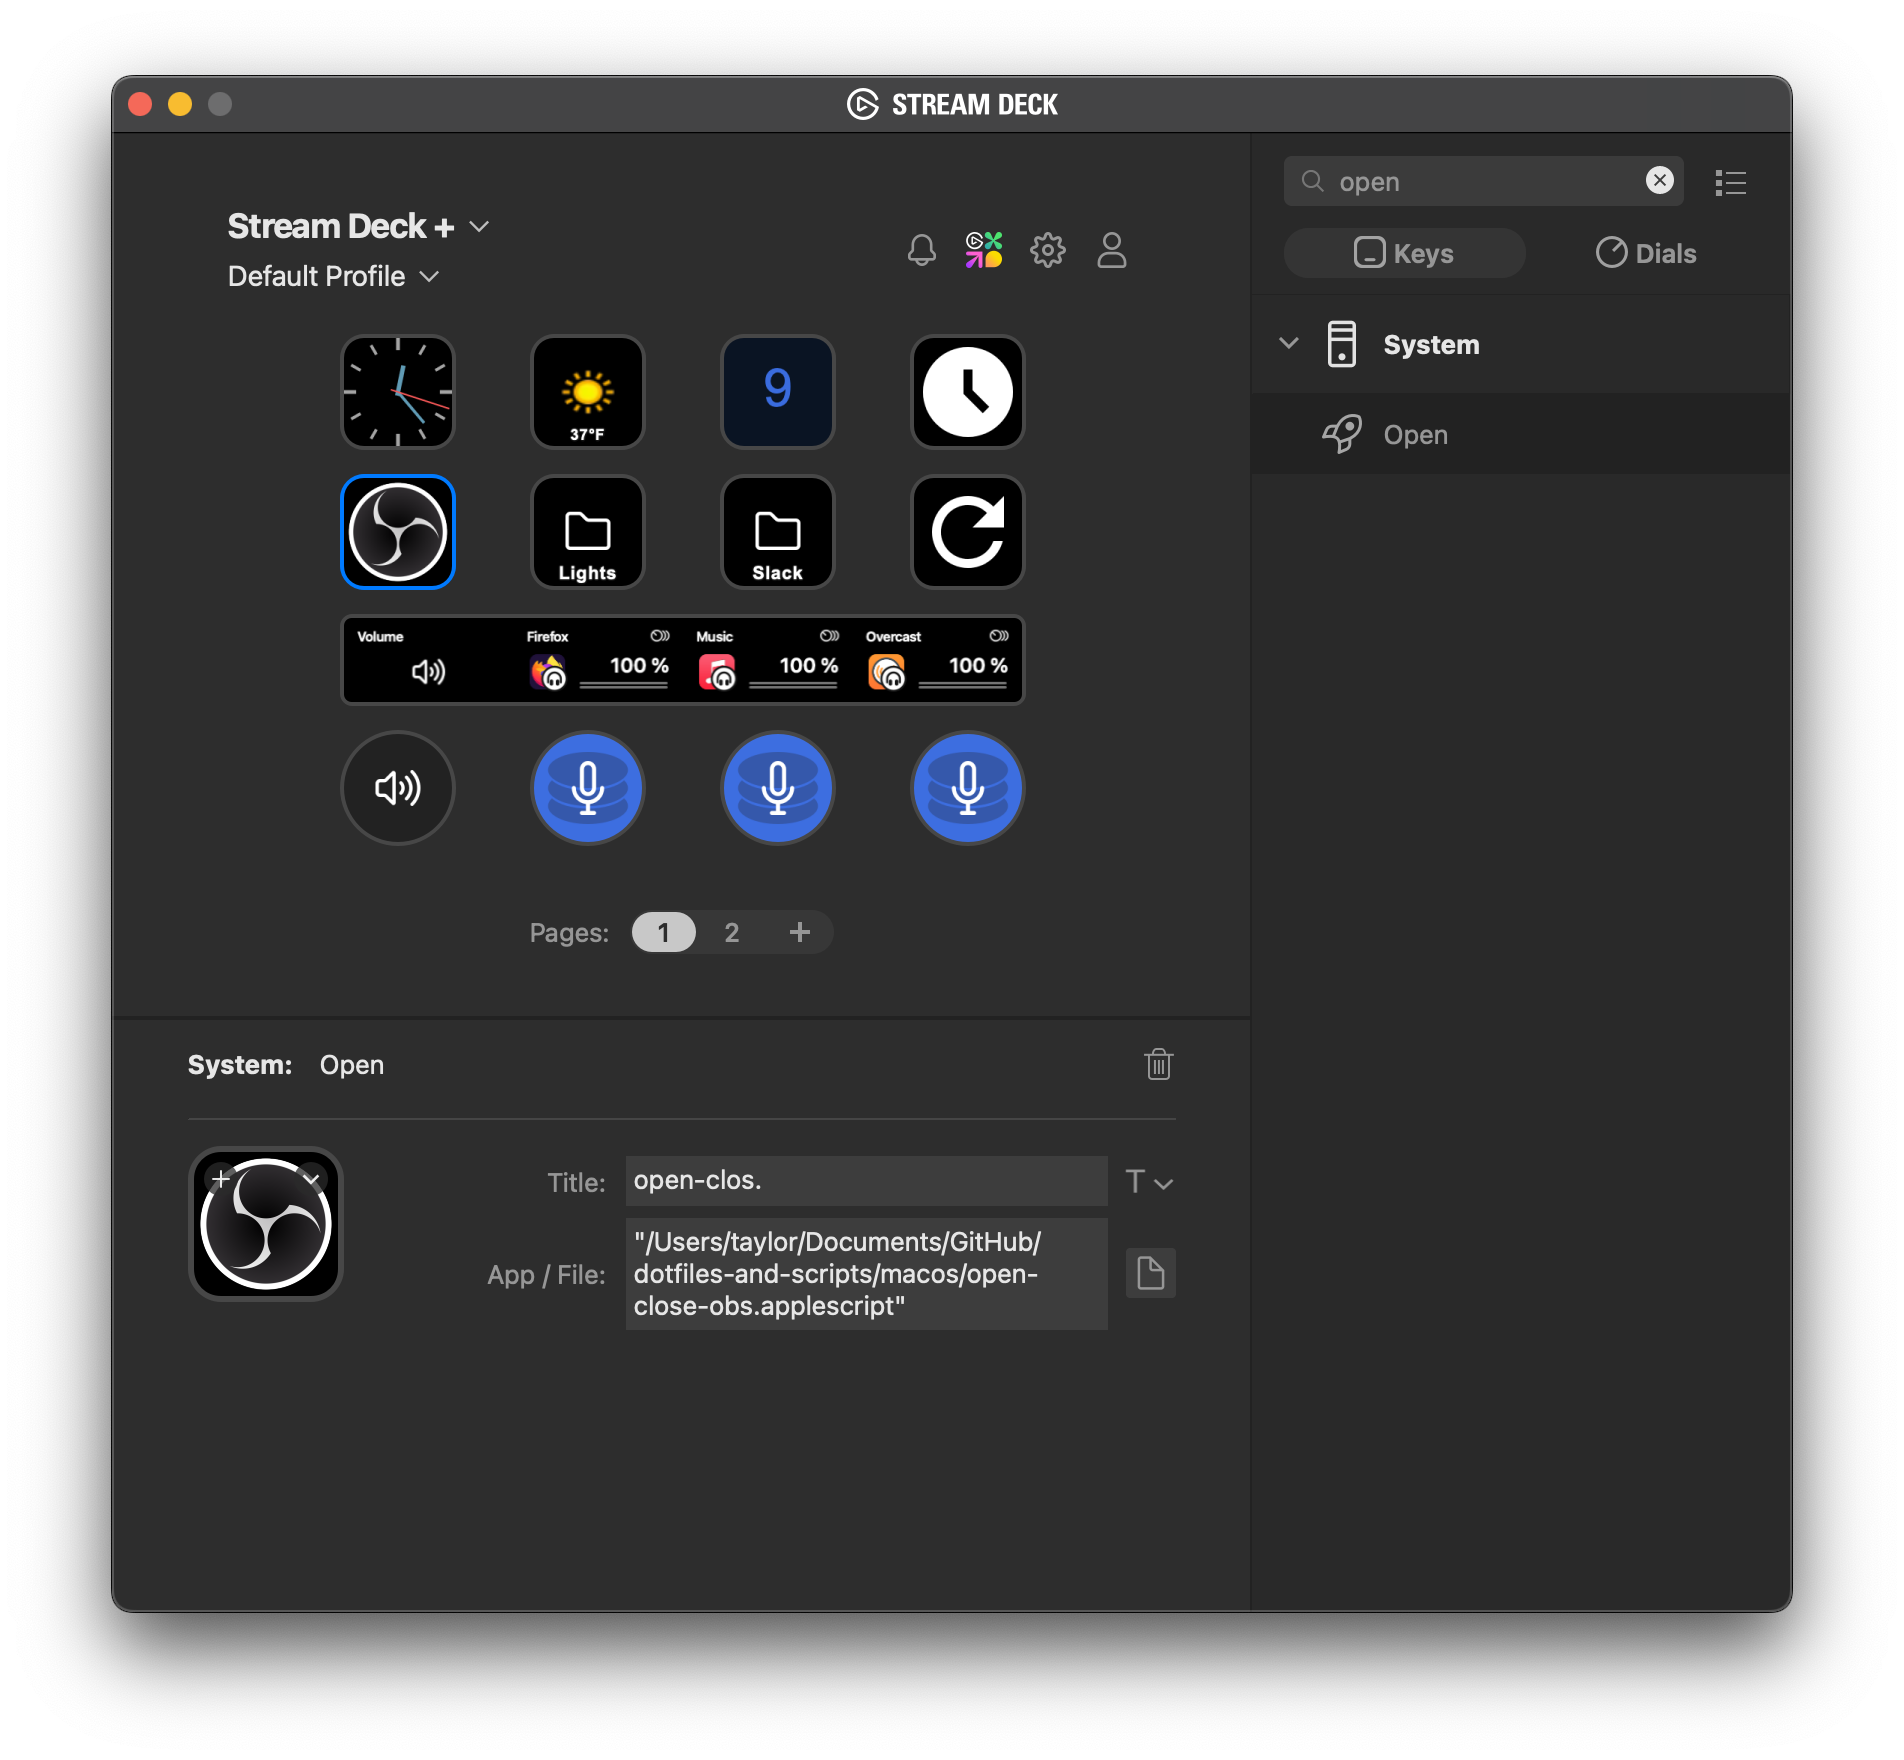 STREAM DECK
Stream Deck +
Default Profile
open
Keys
Dials
System
Open
37°F
9
Lights
Slack
Volume
Firefox
100 %
Music
100 %
Overcast
100 %
Pages:
1
2
+
System: Open
Title:
open-clos.
T
App / File:
"/Users/taylor/Documents/GitHub/
dotfiles-and-scripts/macos/open-
close-obs.applescript"